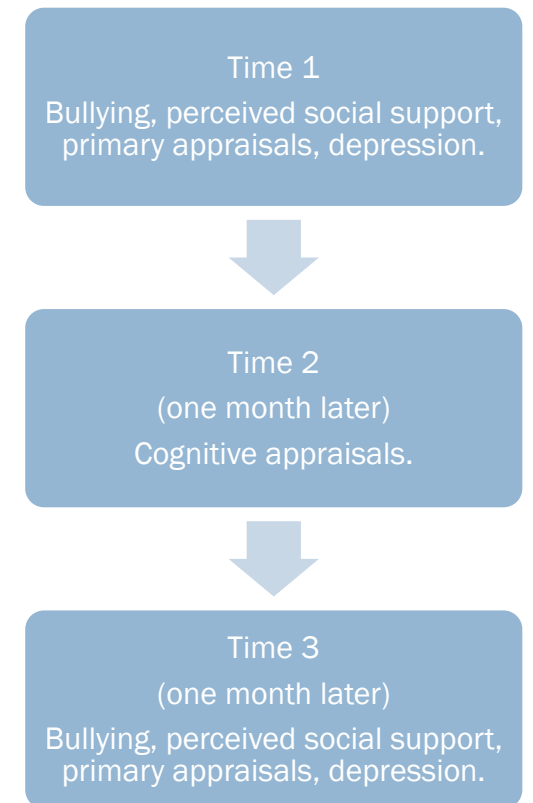 Time 1
Bullying, perceived social support,
primary appraisals, depression.
Time 2
(one month later)
Cognitive appraisals.
Time 3
(one month later)
Bullying, perceived social support,
primary appraisals, depression.